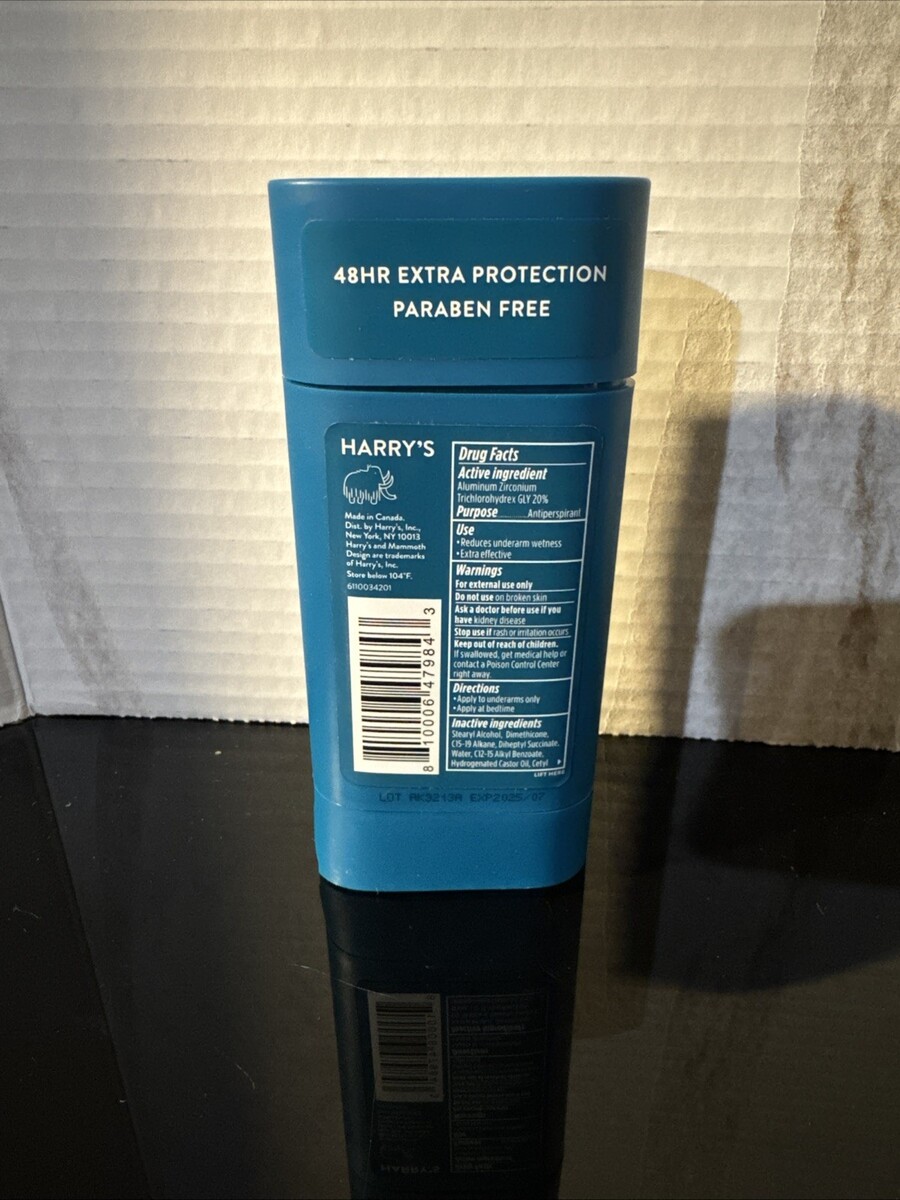 48HR EXTRA PROTECTION
PARABEN FREE
HARRY'S
Made in Canada,
Dist. by Harry's, Inc.,
New York, NY 10013
Harry's and Mammoth
Design are trademarks
of Harry's, Inc.
Store below 104°F.
6110034201
8 10006 47984 3
Drug Facts
Active ingredient
Aluminum Zirconium
Trichlorohydrex GLY 20%
Purpose Antiperspirant
Use
•Reduces underarm wetness
•Extra effective
Warnings
For external use only
Do not use on broken skin
Ask a doctor before use if you
have kidney disease
Stop use if rash or irritation occurs
Keep out of reach of children.
If swallowed, get medical help or
contact a Poison Control Center
right away.
Directions
•Apply to underarms only
•Apply at bedtime
Inactive ingredients
Stearyl Alcohol, Dimethicone,
C15-19 Alkane, Diheptyl Succinate,
Water, C12-15 Alkyl Benzoate,
Hydrogenated Castor Oil, Cetyl
LIFT HERE
LOT AK3213A EXP2025/07